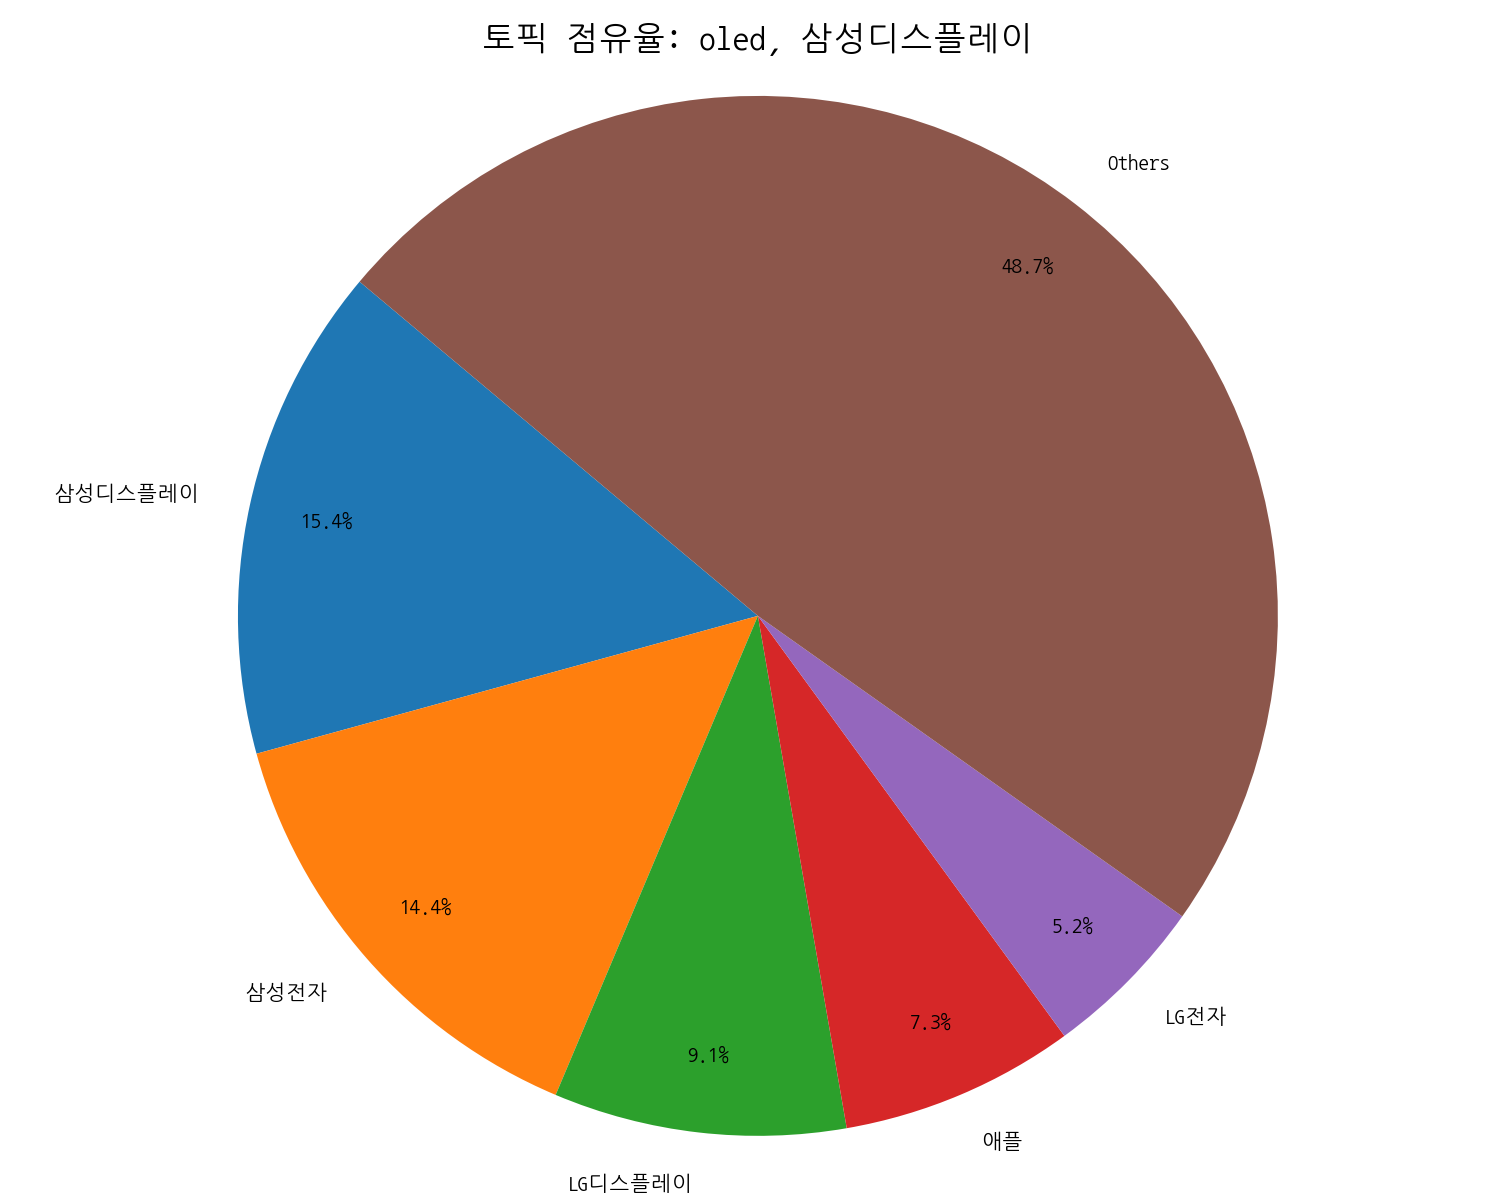 토픽 점유율: oled, 삼성디스플레이
Others
48.7%
삼성디스플레이
15.4%
14.4%
삼성전자
5.2%
LG전자
7.3%
애플
9.1%
LG디스플레이